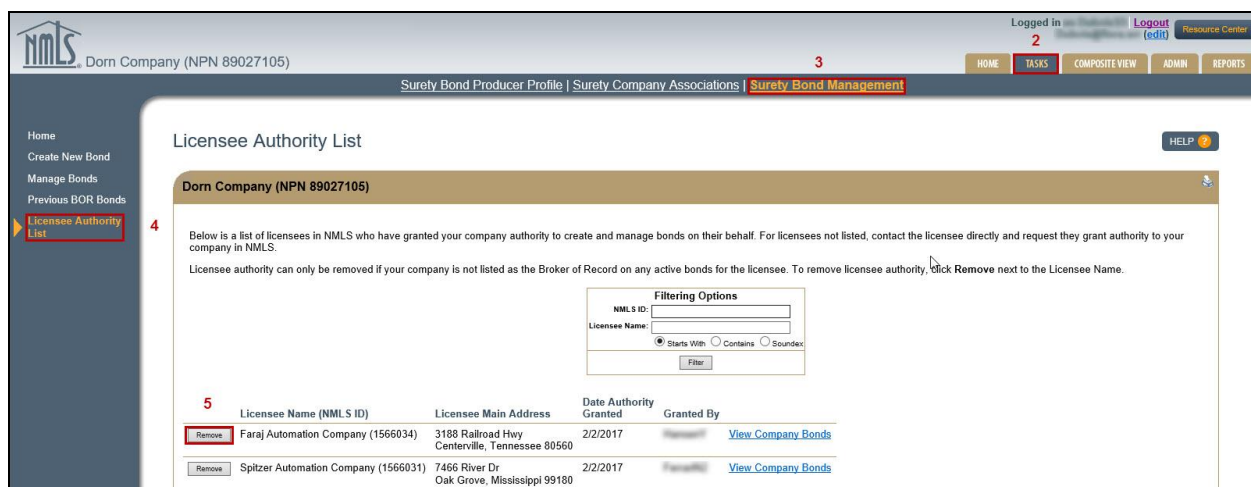 Logged in Logout
(edit)
Resource Center
2
nmls
Dorn Company (NPN 89027105)
3
HOME
TASKS
COMPOSITE VIEW
ADMIN
REPORTS
Surety Bond Producer Profile | Surety Company Associations | Surety Bond Management
Home
Create New Bond
Manage Bonds
Previous BOR Bonds
Licensee Authority
List
4
Licensee Authority List
HELP ?
Dorn Company (NPN 89027105)
Below is a list of licensees in NMLS who have granted your company authority to create and manage bonds on their behalf. For licensees not listed, contact the licensee directly and request they grant authority to your
company in NMLS.
Licensee authority can only be removed if your company is not listed as the Broker of Record on any active bonds for the licensee. To remove licensee authority, click Remove next to the Licensee Name.
Filtering Options
NMLS ID:
Licensee Name:
Starts With Contains Soundex
Filter
5
Licensee Name (NMLS ID) Licensee Main Address Date Authority Granted Granted By
Remove Faraj Automation Company (1566034) 3188 Railroad Hwy 2/2/2017 View Company Bonds
Centerville, Tennessee 80560
Remove Spitzer Automation Company (1566031) 7466 River Dr 2/2/2017 View Company Bonds
Oak Grove, Mississippi 99180